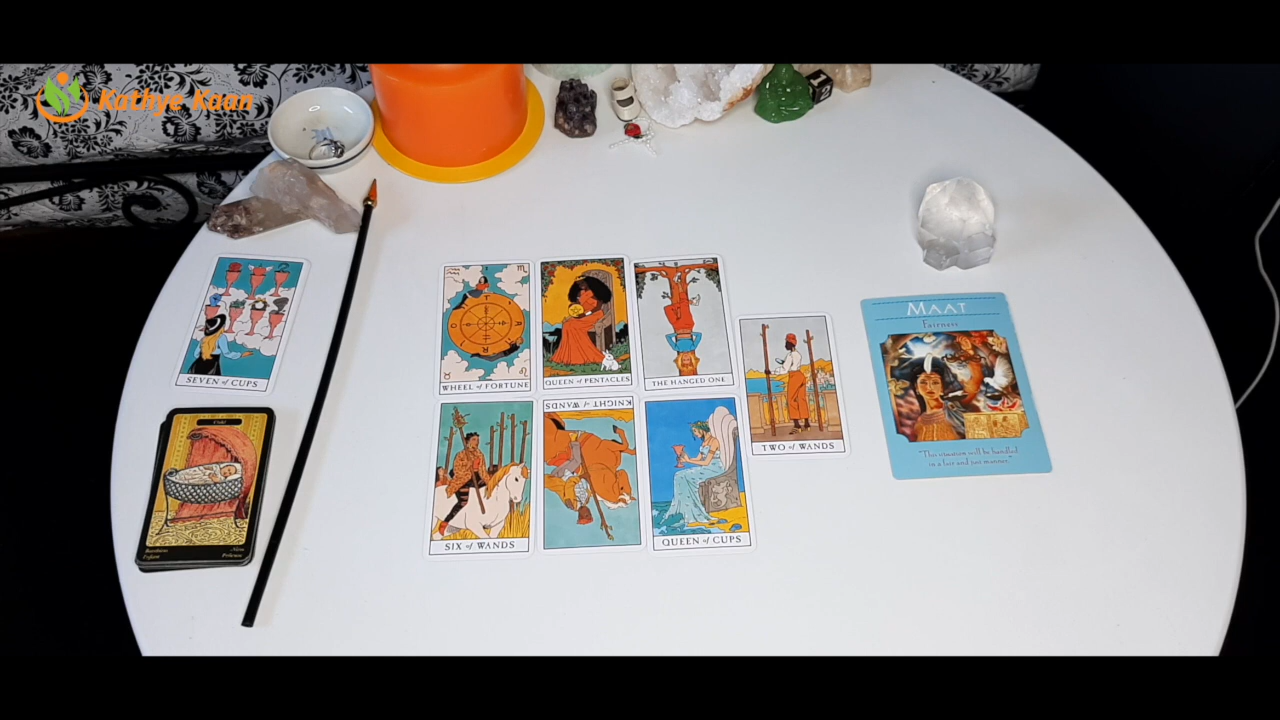 Kathye Kaan
SEVEN of CUPS
WHEEL of FORTUNE
QUEEN of PENTACLES
THE HANGED ONE
TWO of WANDS
SIX of WANDS
KNIGHT of WANDS
QUEEN of CUPS
MAAT
Fairness
"This situation will be handled
in a fair and just manner."